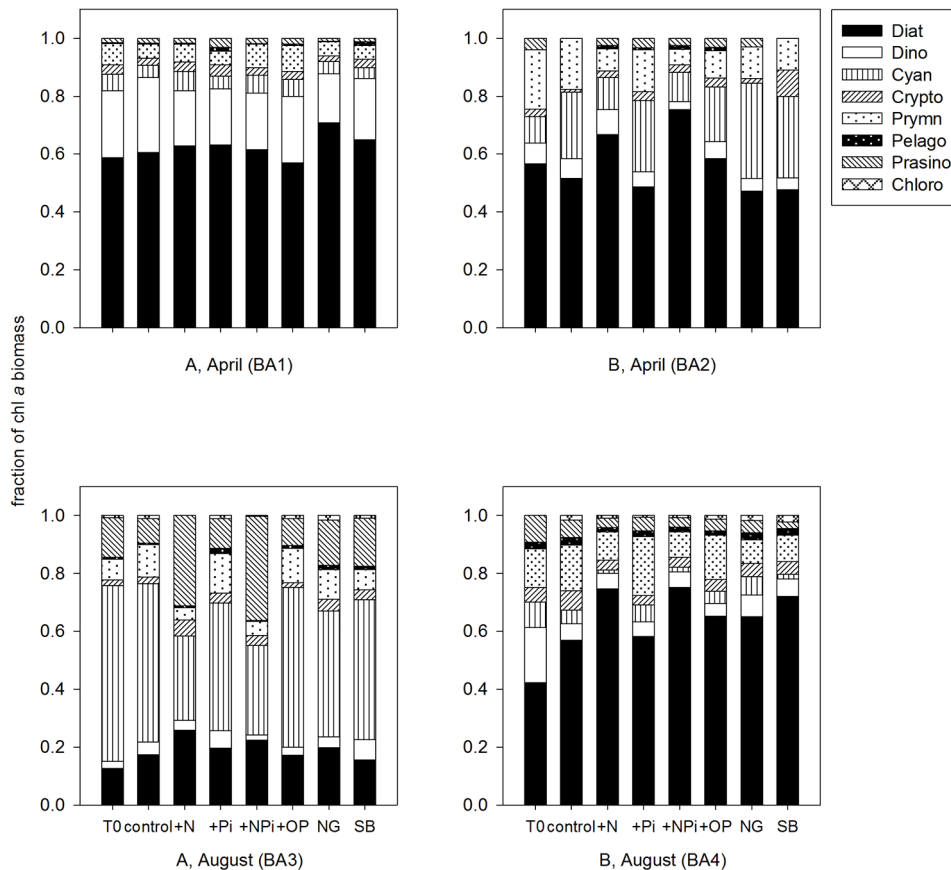 1.0
0.8
0.6
0.4
0.2
0.0
A, April (BA1)
1.0
0.8
0.6
0.4
0.2
0.0
B, April (BA2)
Diat
Dino
Cyan
Crypto
Prymn
Pelago
Prasino
Chloro
fraction of chl a biomass
1.0
0.8
0.6
0.4
0.2
0.0
T0 control +N +Pi +NPi +OP NG SB
A, August (BA3)
1.0
0.8
0.6
0.4
0.2
0.0
T0 control +N +Pi +NPi +OP NG SB
B, August (BA4)